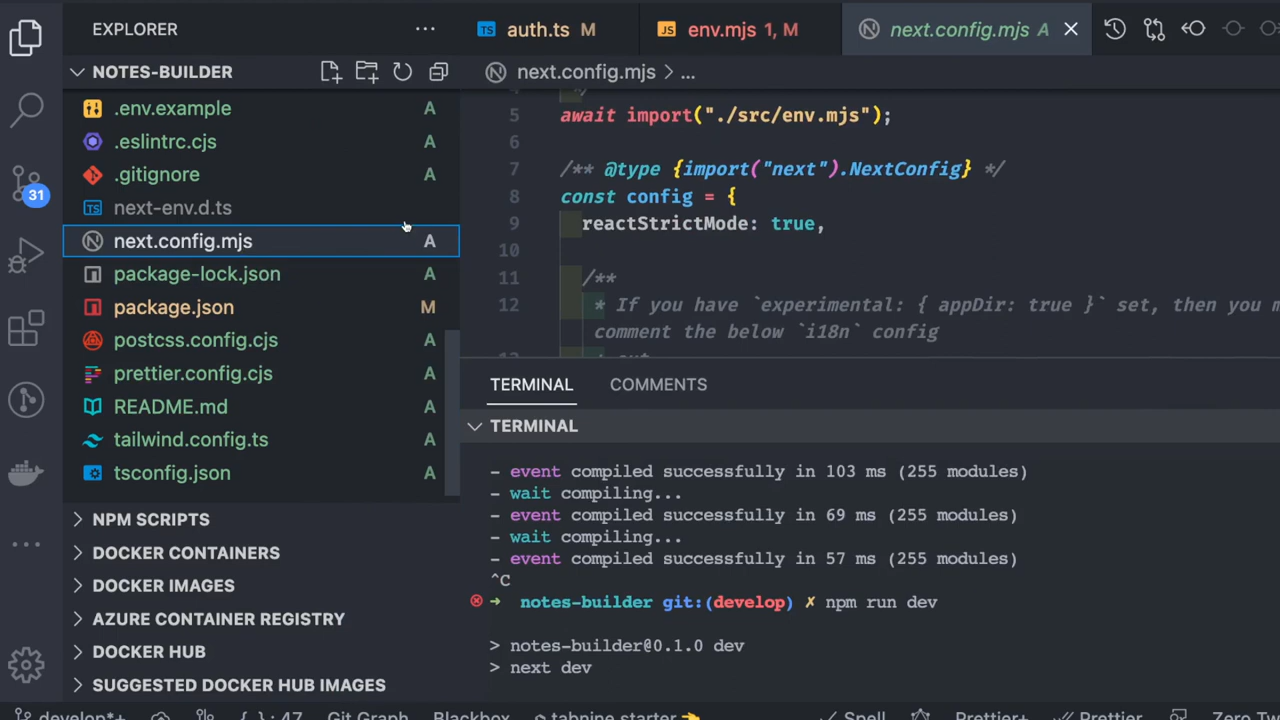 EXPLORER
NOTES-BUILDER
.env.example A
.eslintrc.cjs A
.gitignore A
next-env.d.ts
next.config.mjs A
package-lock.json A
package.json M
postcss.config.cjs A
prettier.config.cjs A
README.md A
tailwind.config.ts A
tsconfig.json A
NPM SCRIPTS
DOCKER CONTAINERS
DOCKER IMAGES
AZURE CONTAINER REGISTRY
DOCKER HUB
SUGGESTED DOCKER HUB IMAGES
31
TS auth.ts M
JS env.mjs 1, M
next.config.mjs A
next.config.mjs > ...
4 */
5 await import("./src/env.mjs");
6
7 /** @type {import("next").NextConfig} */
8 const config = {
9 reactStrictMode: true,
10
11 /**
12 * If you have `experimental: { appDir: true }` set, then you m
comment the below `i18n` config
* out
TERMINAL COMMENTS
TERMINAL
- event compiled successfully in 103 ms (255 modules)
- wait compiling...
- event compiled successfully in 69 ms (255 modules)
- wait compiling...
- event compiled successfully in 57 ms (255 modules)
^C
➜ notes-builder git:(develop) ✗ npm run dev
> notes-builder@0.1.0 dev
> next dev
develop*+ {..}: 47 Git Graph Blackbox tabnine starter Spell Prettier+ Prettier Zero T